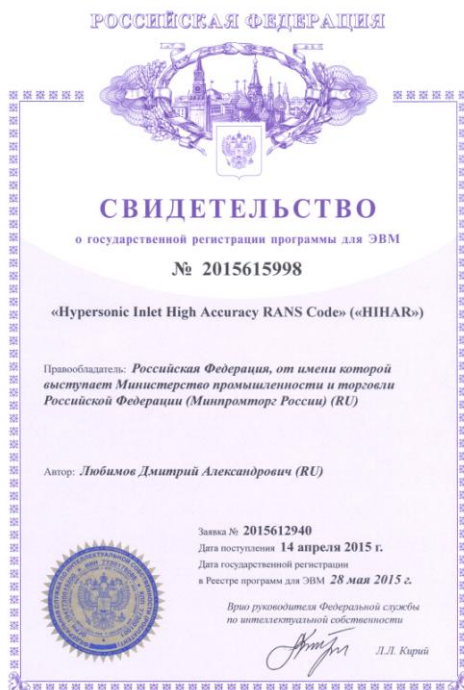 РОССИЙСКАЯ ФЕДЕРАЦИЯ
СВИДЕТЕЛЬСТВО
о государственной регистрации программы для ЭВМ
№ 2015615998
«Hypersonic Inlet High Accuracy RANS Code» («HIHAR»)
Правообладатель: Российская Федерация, от имени которой
выступает Министерство промышленности и торговли
Российской Федерации (Минпромторг России) (RU)
Автор: Любимов Дмитрий Александрович (RU)
Заявка № 2015612940
Дата поступления 14 апреля 2015 г.
Дата государственной регистрации
в Реестре программ для ЭВМ 28 мая 2015 г.
Врио руководителя Федеральной службы
по интеллектуальной собственности
Л.Л. Кирий